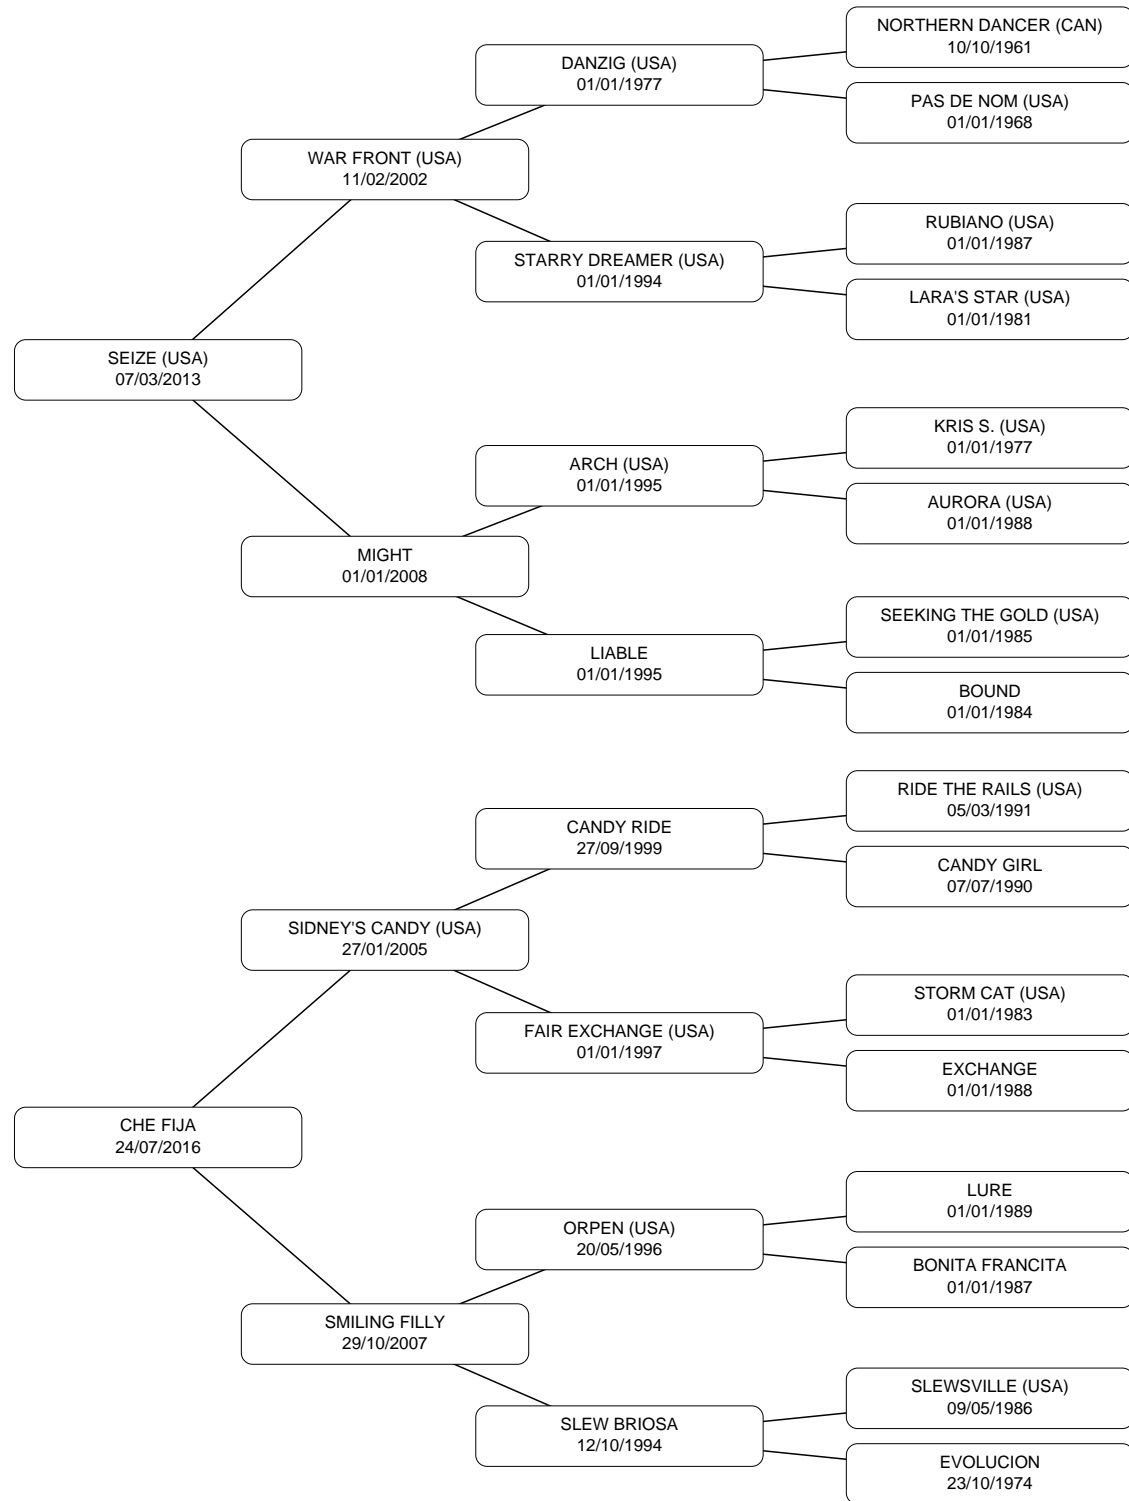 NORTHERN DANCER (CAN)
10/10/1961
DANZIG (USA)
01/01/1977
PAS DE NOM (USA)
01/01/1968
WAR FRONT (USA)
11/02/2002
RUBIANO (USA)
01/01/1987
STARRY DREAMER (USA)
01/01/1994
LARA'S STAR (USA)
01/01/1981
SEIZE (USA)
07/03/2013
KRIS S. (USA)
01/01/1977
ARCH (USA)
01/01/1995
AURORA (USA)
01/01/1988
MIGHT
01/01/2008
SEEKING THE GOLD (USA)
01/01/1985
LIABLE
01/01/1995
BOUND
01/01/1984
RIDE THE RAILS (USA)
05/03/1991
CANDY RIDE
27/09/1999
CANDY GIRL
07/07/1990
SIDNEY'S CANDY (USA)
27/01/2005
STORM CAT (USA)
01/01/1983
FAIR EXCHANGE (USA)
01/01/1997
EXCHANGE
01/01/1988
CHE FIJA
24/07/2016
LURE
01/01/1989
ORPEN (USA)
20/05/1996
BONITA FRANCITA
01/01/1987
SMILING FILLY
29/10/2007
SLEWSVILLE (USA)
09/05/1986
SLEW BRIOSA
12/10/1994
EVOLUCION
23/10/1974